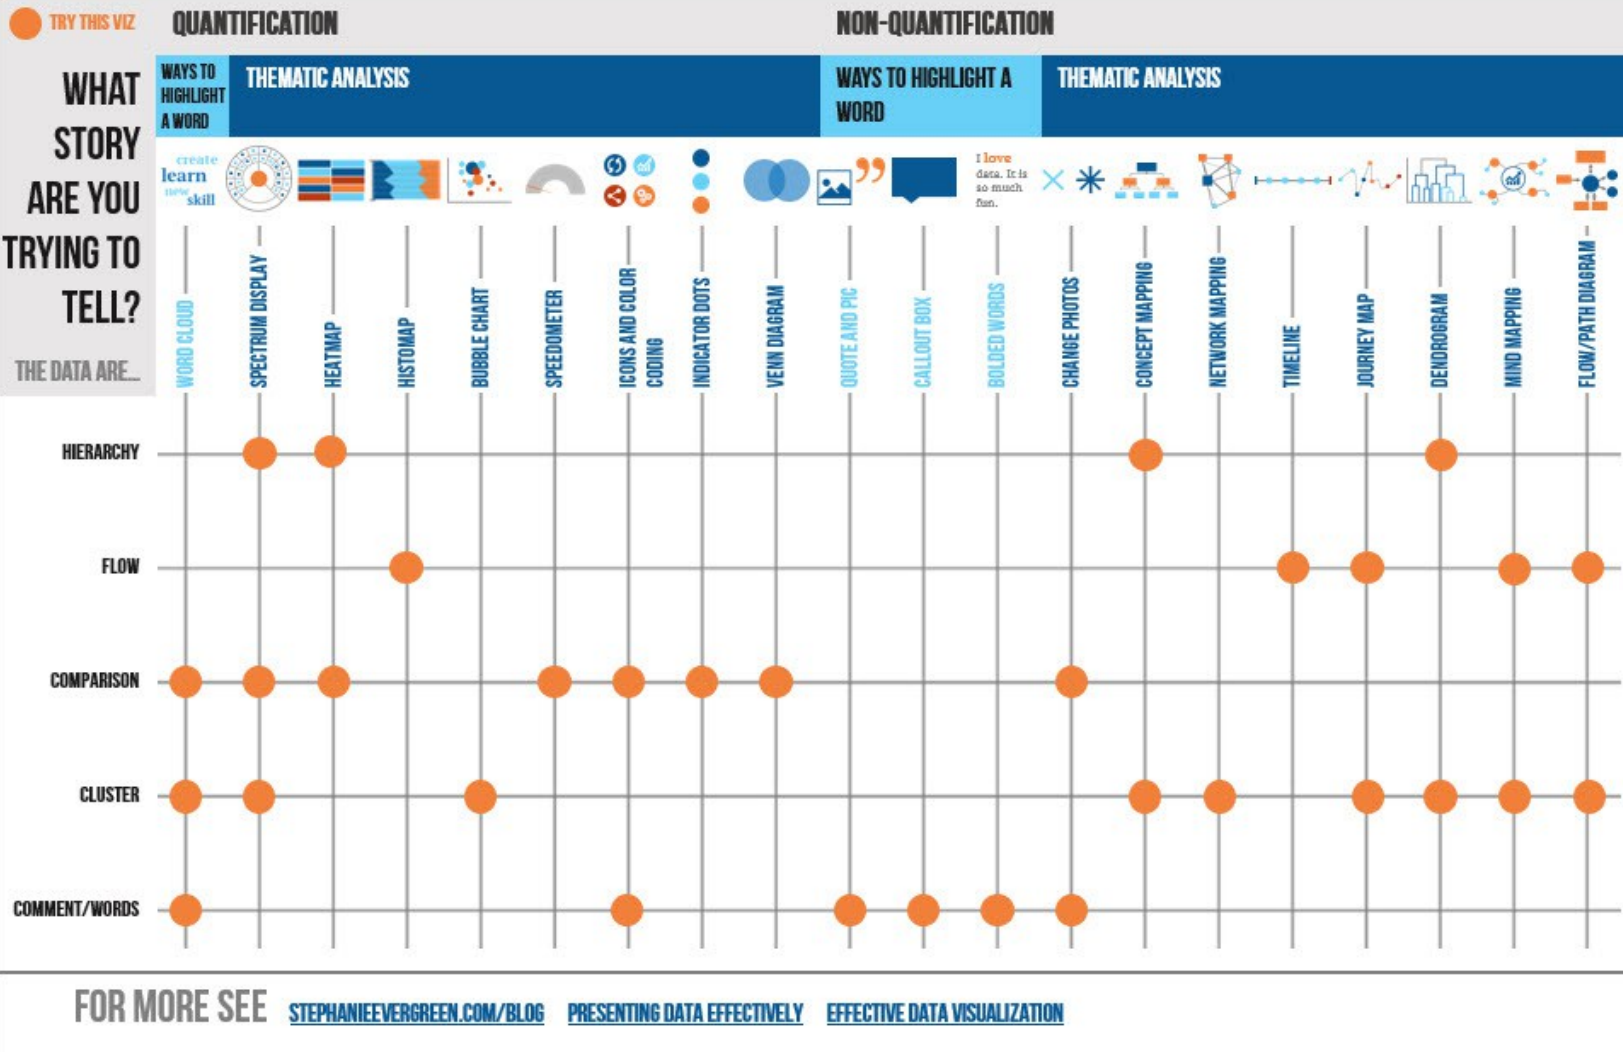 TRY THIS VIZ
QUANTIFICATION
NON-QUANTIFICATION
WHAT
STORY
ARE YOU
TRYING TO
TELL?
THE DATA ARE...
WAYS TO
HIGHLIGHT
A WORD
THEMATIC ANALYSIS
WAYS TO HIGHLIGHT A
WORD
THEMATIC ANALYSIS
create
learn
new
skill
I love
data. It is
so much
fun.
WORD CLOUD
SPECTRUM DISPLAY
HEATMAP
HISTOMAP
BUBBLE CHART
SPEEDOMETER
ICONS AND COLOR
CODING
INDICATOR DOTS
VENN DIAGRAM
QUOTE AND PIC
CALLOUT BOX
BOLDED WORDS
CHANGE PHOTOS
CONCEPT MAPPING
NETWORK MAPPING
TIMELINE
JOURNEY MAP
DENDROGRAM
MIND MAPPING
FLOW/PATH DIAGRAM
HIERARCHY
FLOW
COMPARISON
CLUSTER
COMMENT/WORDS
FOR MORE SEE STEPHANIEEVERGREEN.COM/BLOG PRESENTING DATA EFFECTIVELY EFFECTIVE DATA VISUALIZATION